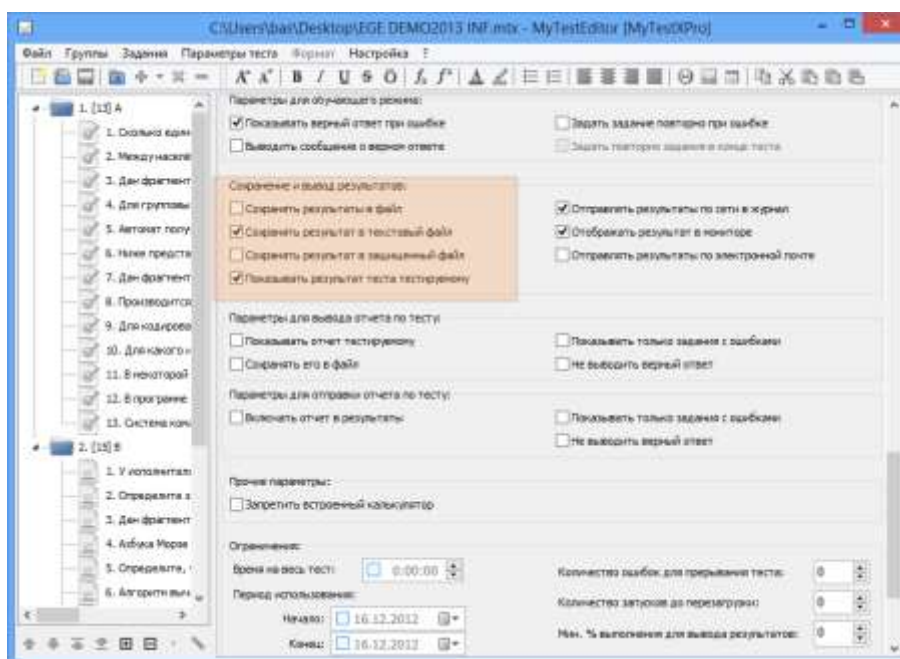 C:\Users\bas\Desktop\EGE DEMO2013 INF.mtx - MyTestEditor [MyTestXPro]
Файл Группы Задания Параметры теста Формат Настройка ?
1. [13] A
1. Сколько един
2. Между населе
3. Дан фрагмент
4. Для групповы
5. Автомат полу
6. Ниже предста
7. Дан фрагмент
8. Производится
9. Для кодирова
10. Для какого и
11. В некоторой
12. В программе
13. Система кома
2. [15] B
1. У исполнител
2. Определите з
3. Дан фрагмент
4. Азбука Морзе
5. Определите,
6. Алгоритм выч
Параметры для обучающего режима:
Показывать верный ответ при ошибке
Задать задание повторно при ошибке
Выводить сообщение о верном ответе
Задать повторно задания в конце теста
Сохранение и вывод результатов:
Сохранять результаты в файл
Отправлять результаты по сети в журнал
Сохранять результат в текстовый файл
Отображать результат в мониторе
Сохранять результат в защищенный файл
Отправлять результаты по электронной почте
Показывать результат теста тестируемому
Параметры для вывода отчета по тесту:
Показывать отчет тестируемому
Показывать только задания с ошибками
Сохранять его в файл
Не выводить верный ответ
Параметры для отправки отчета по тесту:
Включать отчет в результаты
Показывать только задания с ошибками
Не выводить верный ответ
Прочие параметры:
Запретить встроенный калькулятор
Ограничения:
Время на весь тест: 0:00:00
Количество ошибок для прерывания теста: 0
Период использования:
Количество запусков до перезагрузки: 0
Начало: 16.12.2012
Мин. % выполнения для вывода результатов: 0
Конец: 16.12.2012